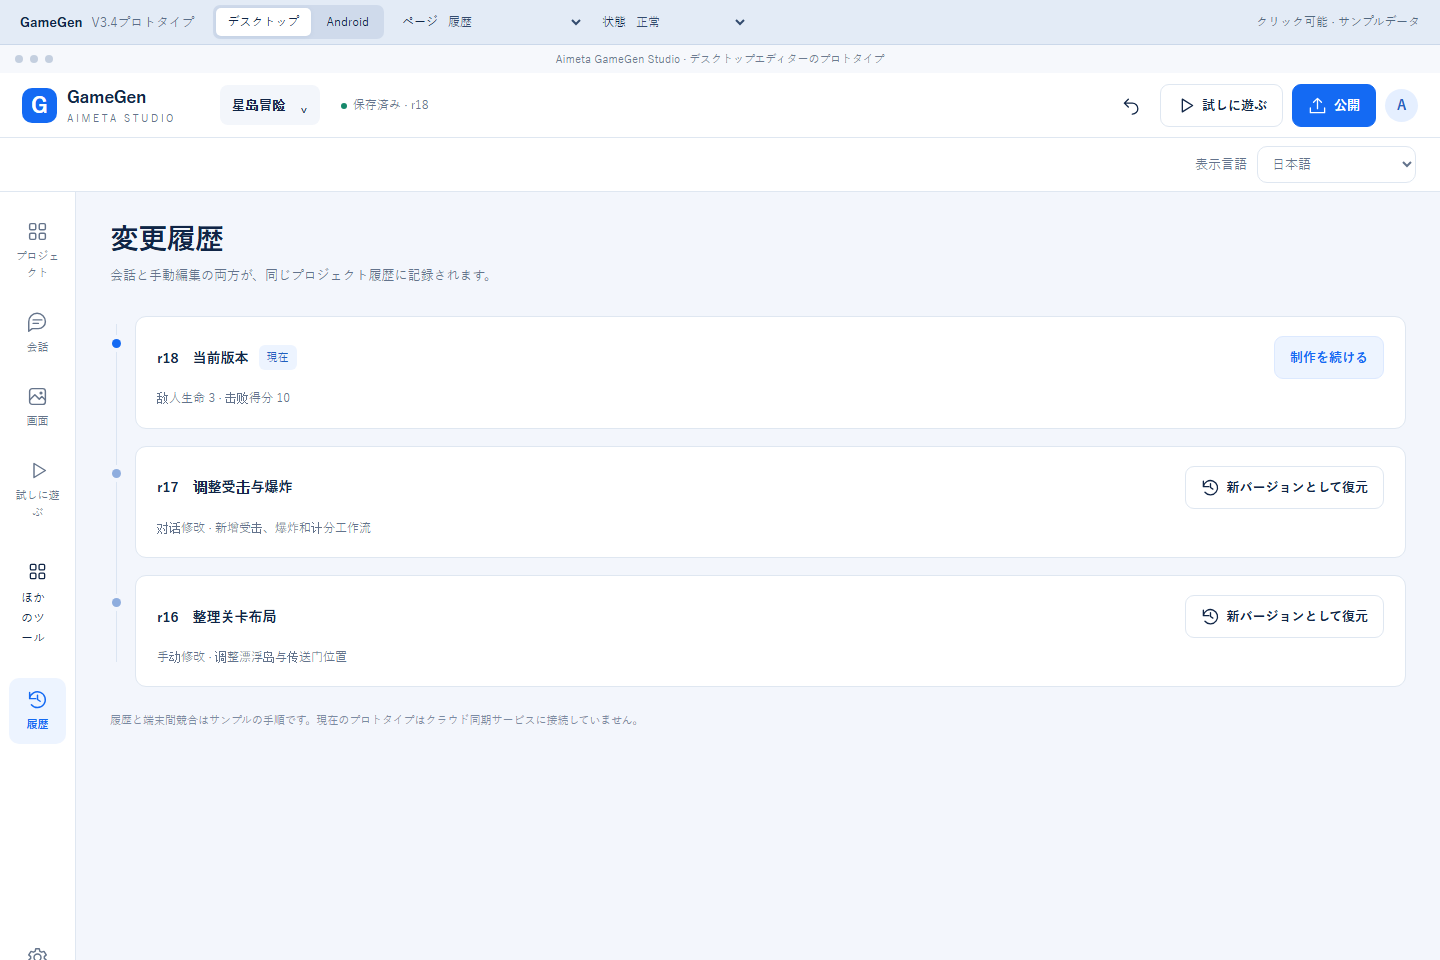 GameGen V3.4プロトタイプ デスクトップ Android ページ 履歴 状態 正常 クリック可能 · サンプルデータ
Aimeta GameGen Studio · デスクトップエディターのプロトタイプ
G GameGen
AIMETA STUDIO
星岛冒险
保存済み · r18
試しに遊ぶ
公開
A
表示言語 日本語
プロジェ
クト
会話
画面
試しに遊
ぶ
ほか
のツ
ール
履歴
変更履歴
会話と手動編集の両方が、同じプロジェクト履歴に記録されます。
r18 当前版本 現在
制作を続ける
敌人生命 3 · 击败得分 10
r17 调整受击与爆炸
新バージョンとして復元
对话修改 · 新增受击、爆炸和计分工作流
r16 整理关卡布局
新バージョンとして復元
手动修改 · 调整漂浮岛与传送门位置
履歴と端末間競合はサンプルの手順です。現在のプロトタイプはクラウド同期サービスに接続していません。